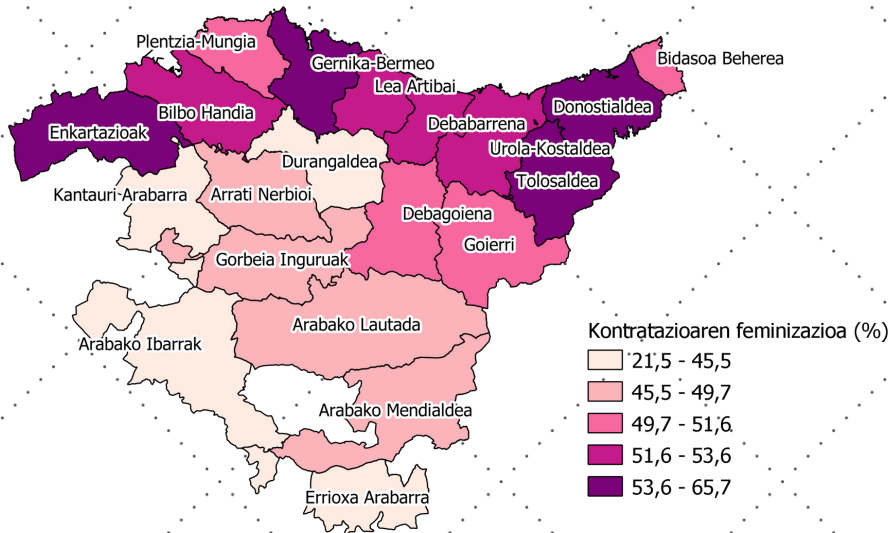 Plentzia-Mungia
Gernika-Bermeo
Bidasoa Beherea
Lea Artibai
Bilbo Handia
Donostialdea
Enkartazioak
Debabarrena
Urola-Kostaldea
Durangaldea
Tolosaldea
Kantauri Arabarra
Arrati Nerbioi
Debagoiena
Goierri
Gorbeia Inguruak
Arabako Lautada
Arabako Ibarrak
Arabako Mendialdea
Errioxa Arabarra
Kontratazioaren feminizazioa (%)
21,5 - 45,5
45,5 - 49,7
49,7 - 51,6
51,6 - 53,6
53,6 - 65,7